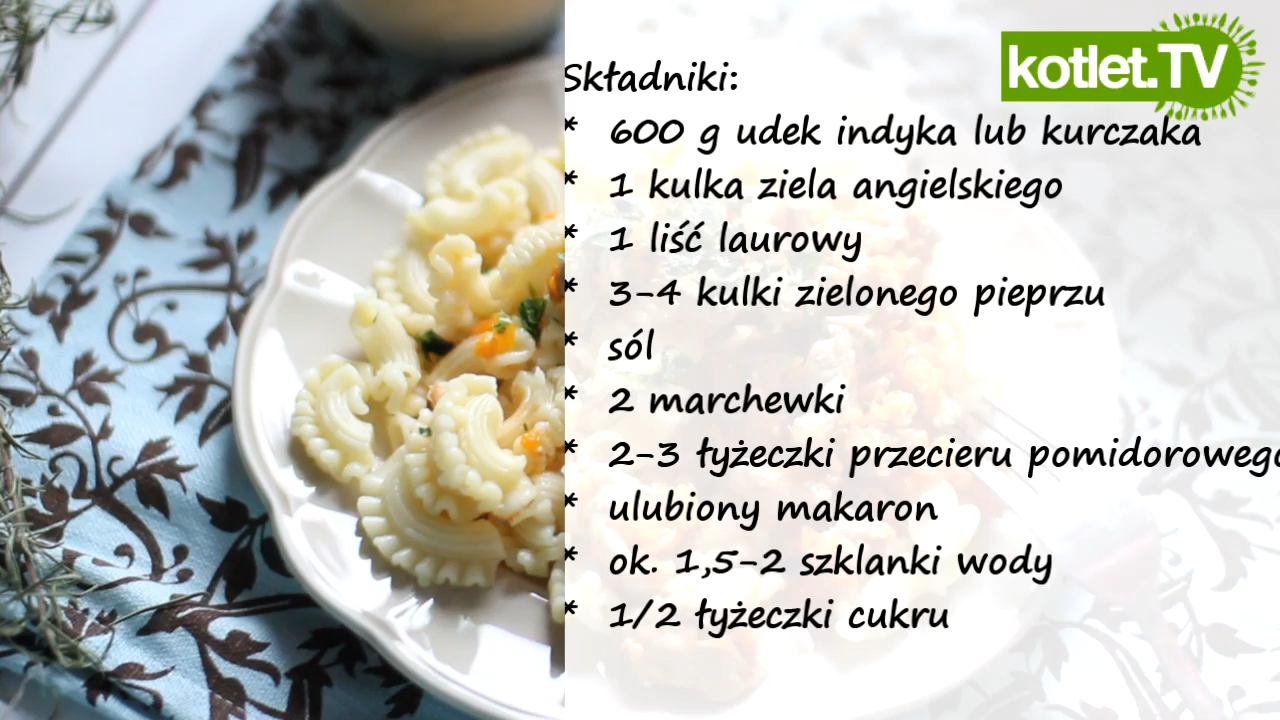 kotlet.TV
Składniki:
* 600 g udek indyka lub kurczaka
* 1 kulka ziela angielskiego
* 1 liść laurowy
* 3-4 kulki zielonego pieprzu
* sól
* 2 marchewki
* 2-3 łyżeczki przecieru pomidorowego
* ulubiony makaron
* ok. 1,5-2 szklanki wody
* 1/2 łyżeczki cukru